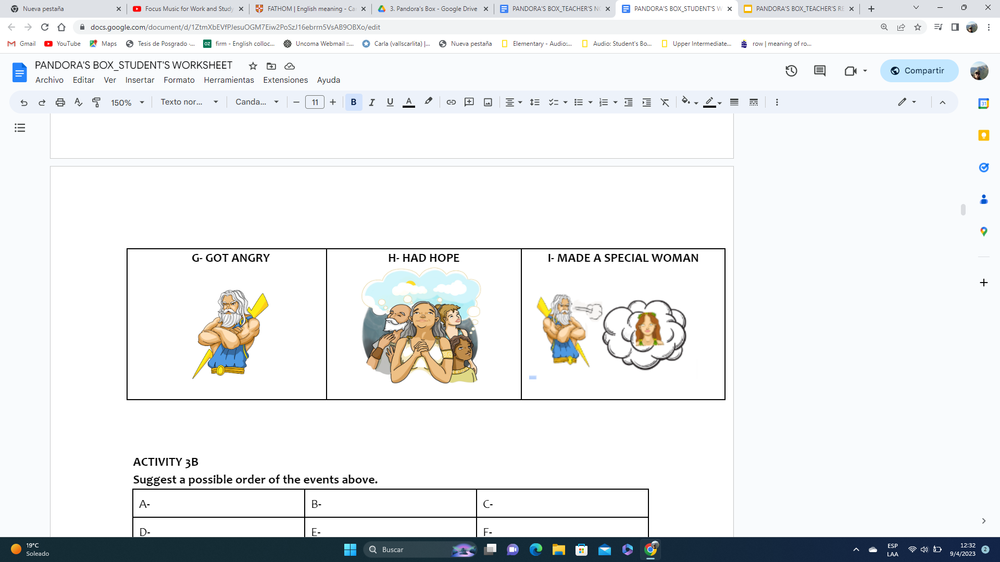 Nueva pestaña
Focus Music for Work and Study
FATHOM | English meaning - Ca
3. Pandora's Box - Google Drive
PANDORA'S BOX_TEACHER'S NO
PANDORA'S BOX_STUDENT'S W
PANDORA'S BOX_TEACHER'S RE
docs.google.com/document/d/1ZtmXbEVfPJesuOGM7Eiw2PoSzJ16ebrrn5VsAB9OBXo/edit
Gmail
YouTube
Maps
Tesis de Posgrado -...
oz
firm - English colloc...
Uncoma Webmail ::...
Carla (vallscarlita) |...
Nueva pestaña
Elementary - Audio:...
Audio: Student's Bo...
Upper Intermediate...
row | meaning of ro...
PANDORA'S BOX_STUDENT'S WORKSHEET
Archivo Editar Ver Insertar Formato Herramientas Extensiones Ayuda
Compartir
150% Texto nor... Canda... 11 B I U A
31
G- GOT ANGRY
H- HAD HOPE
I- MADE A SPECIAL WOMAN
ACTIVITY 3B
Suggest a possible order of the events above.
A-
B-
C-
D-
E-
F-
19°C
Soleado
Buscar
ESP
LAA
12:32
9/4/2023
2